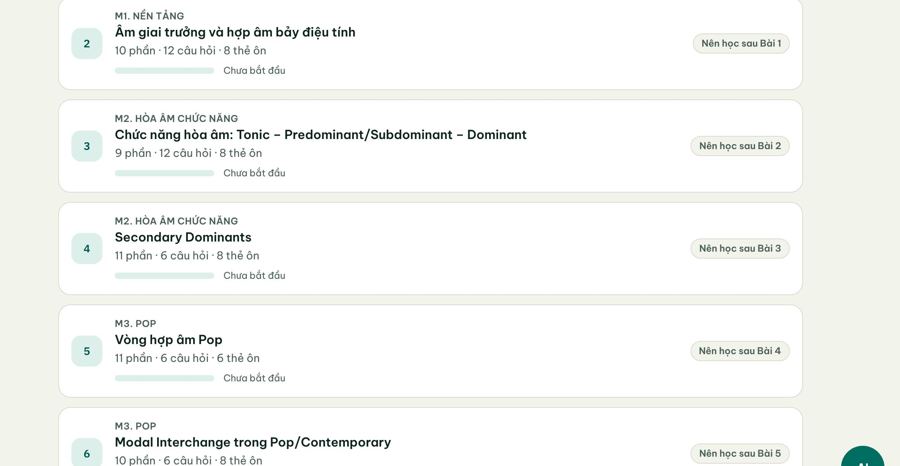 M1. NỀN TẢNG
2
Âm giai trưởng và hợp âm bảy điệu tính
Nên học sau Bài 1
10 phần · 12 câu hỏi · 8 thẻ ôn
Chưa bắt đầu
M2. HÒA ÂM CHỨC NĂNG
3
Chức năng hòa âm: Tonic – Predominant/Subdominant – Dominant
Nên học sau Bài 2
9 phần · 12 câu hỏi · 8 thẻ ôn
Chưa bắt đầu
M2. HÒA ÂM CHỨC NĂNG
4
Secondary Dominants
Nên học sau Bài 3
11 phần · 6 câu hỏi · 8 thẻ ôn
Chưa bắt đầu
M3. POP
5
Vòng hợp âm Pop
Nên học sau Bài 4
11 phần · 6 câu hỏi · 6 thẻ ôn
Chưa bắt đầu
M3. POP
6
Modal Interchange trong Pop/Contemporary
Nên học sau Bài 5
10 phần · 6 câu hỏi · 8 thẻ ôn